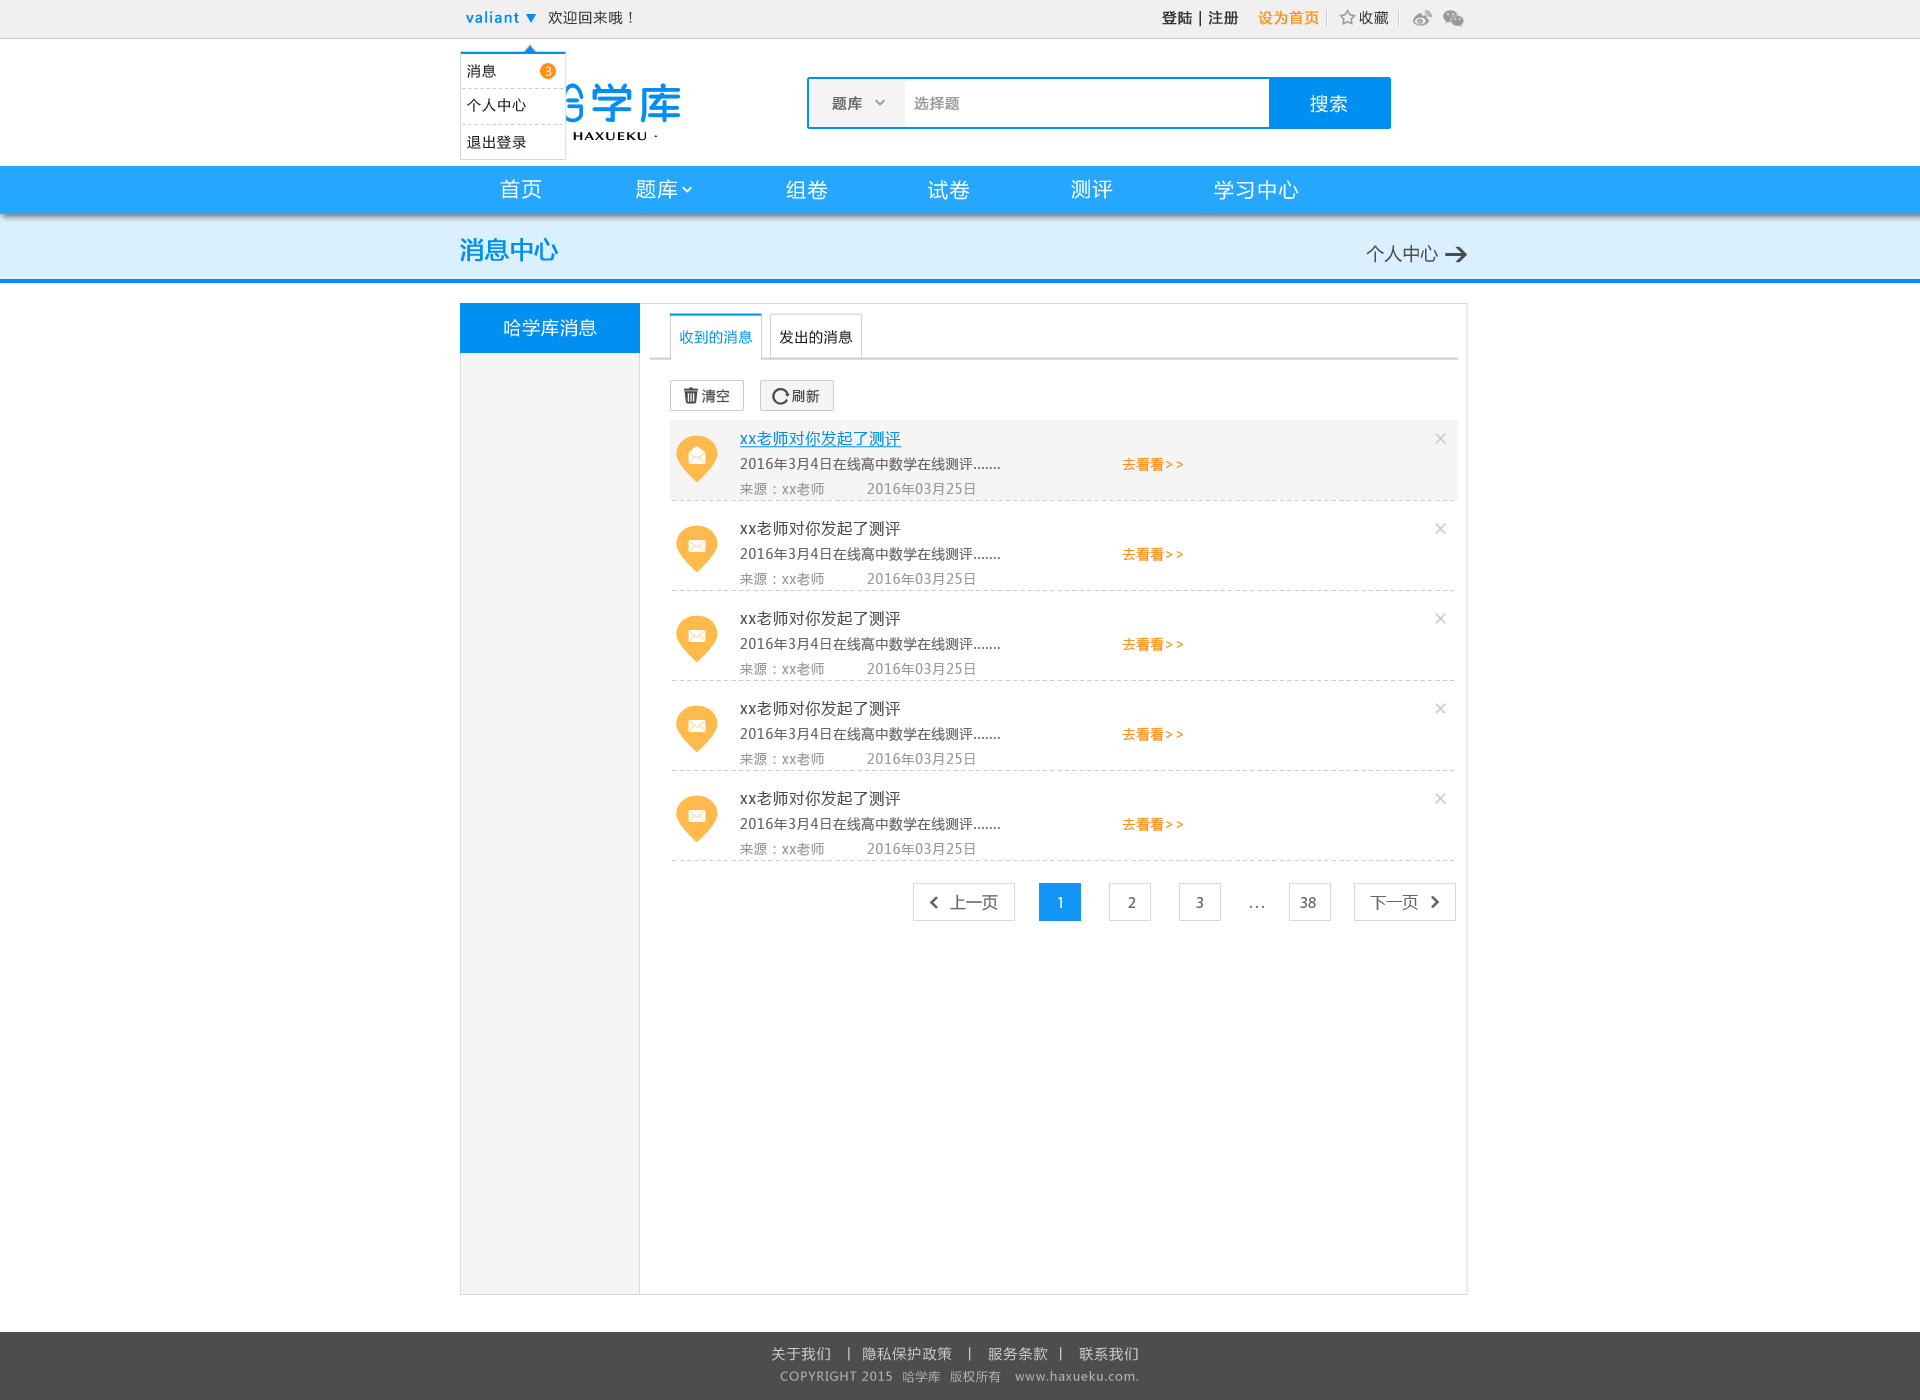 valiant ▼ 欢迎回来哦！
登陆 | 注册 设为首页 收藏
消息 3
个人中心
退出登录
学库
HAXUEKU ·
题库 选择题 搜索
首页 题库 组卷 试卷 测评 学习中心
消息中心 个人中心
哈学库消息
收到的消息 发出的消息
清空 刷新
xx老师对你发起了测评
2016年3月4日在线高中数学在线测评....... 去看看>>
来源：xx老师 2016年03月25日
xx老师对你发起了测评
2016年3月4日在线高中数学在线测评....... 去看看>>
来源：xx老师 2016年03月25日
xx老师对你发起了测评
2016年3月4日在线高中数学在线测评....... 去看看>>
来源：xx老师 2016年03月25日
xx老师对你发起了测评
2016年3月4日在线高中数学在线测评....... 去看看>>
来源：xx老师 2016年03月25日
xx老师对你发起了测评
2016年3月4日在线高中数学在线测评....... 去看看>>
来源：xx老师 2016年03月25日
上一页 1 2 3 ... 38 下一页
关于我们 | 隐私保护政策 | 服务条款 | 联系我们
COPYRIGHT 2015 哈学库 版权所有 www.haxueku.com.